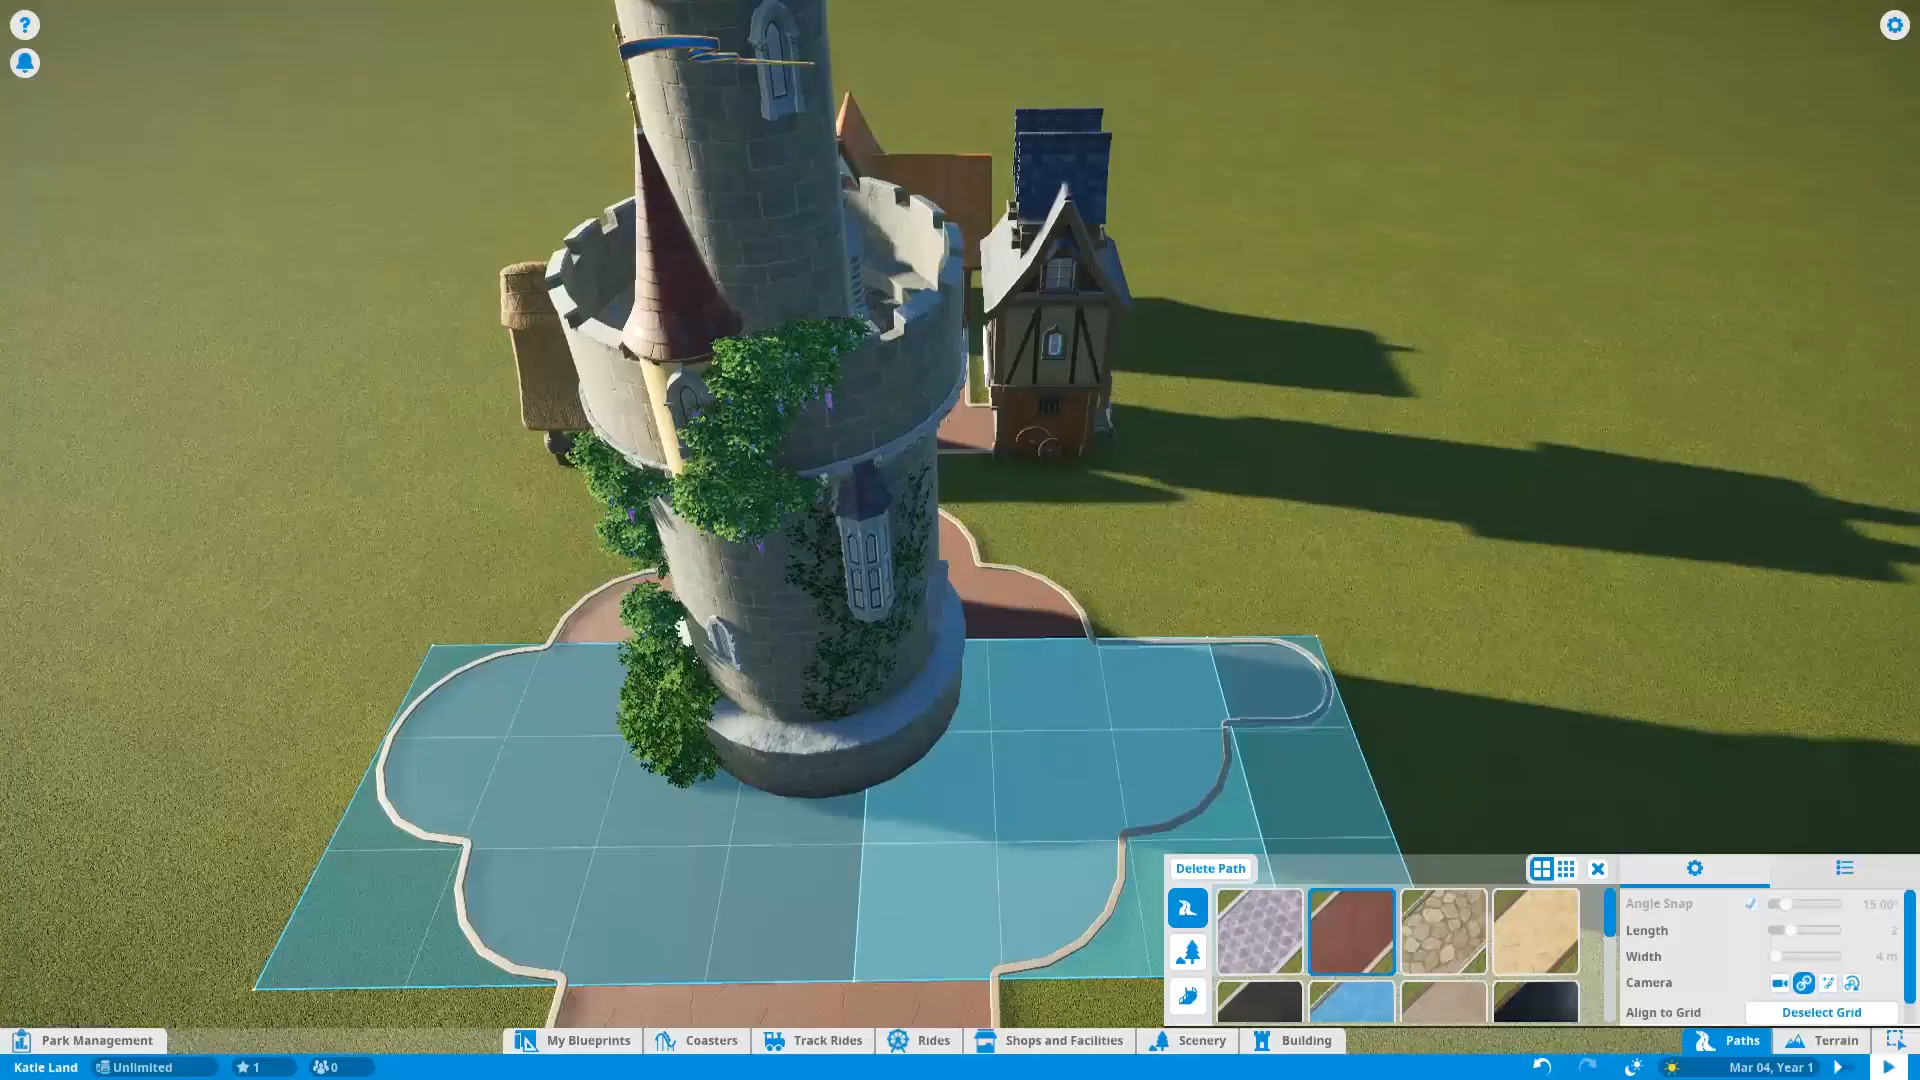 ?
Delete Path
Angle Snap 15.00°
Length 2
Width 4 m
Camera
Align to Grid Deselect Grid
Park Management My Blueprints Coasters Track Rides Rides Shops and Facilities Scenery Building Paths Terrain
Katie Land Unlimited 1 0 Mar 04, Year 1